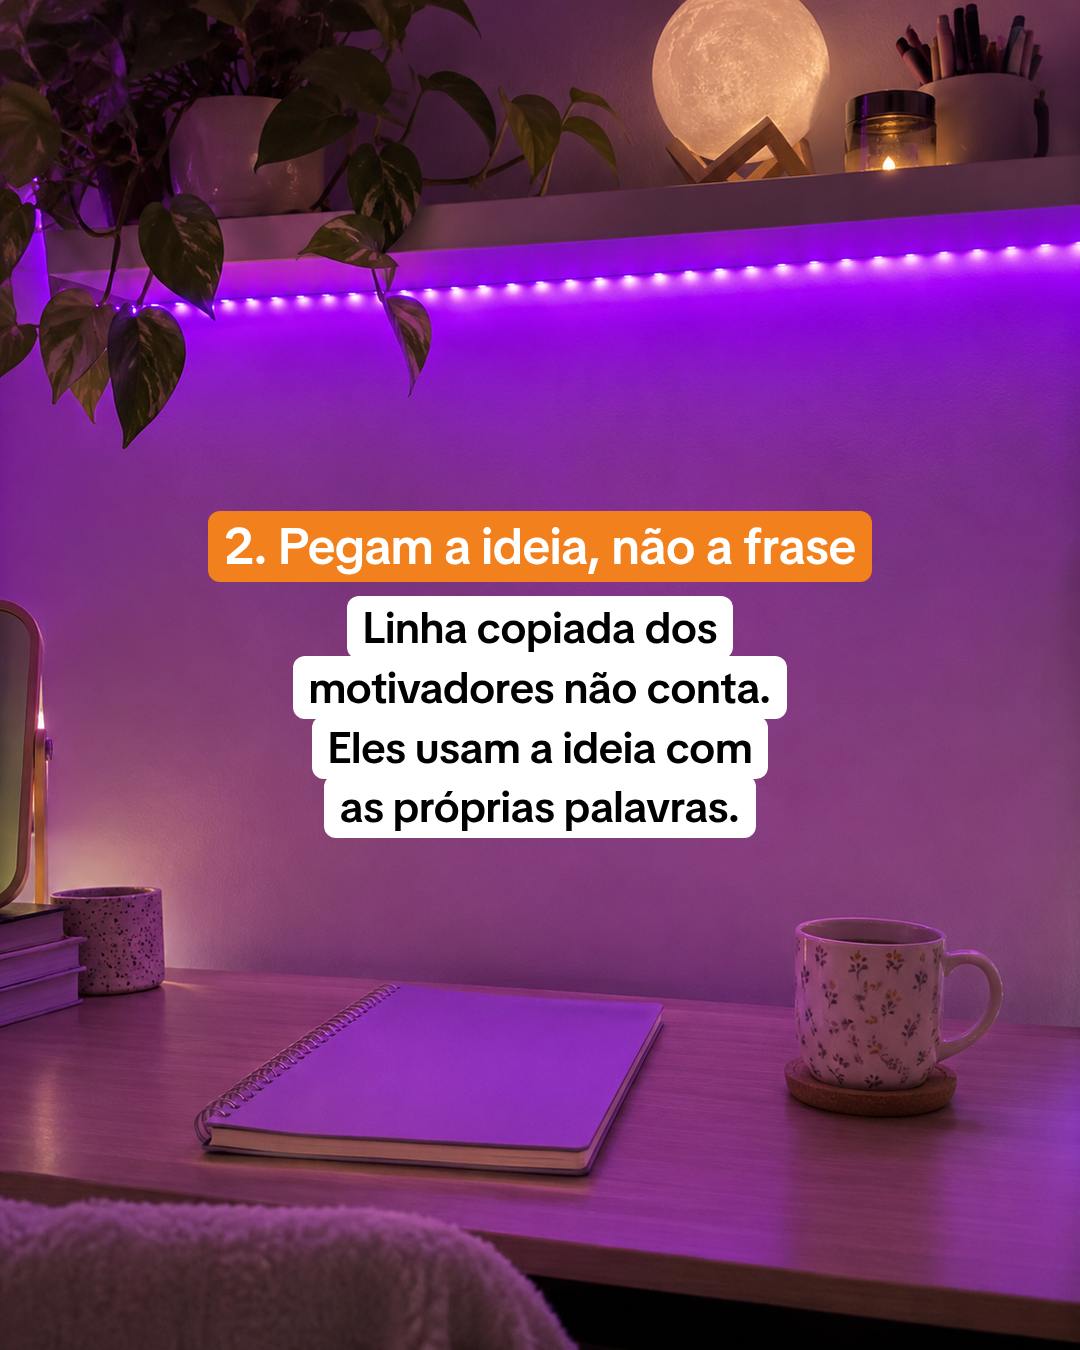 2. Pegam a ideia, não a frase
Linha copiada dos
motivadores não conta.
Eles usam a ideia com
as próprias palavras.